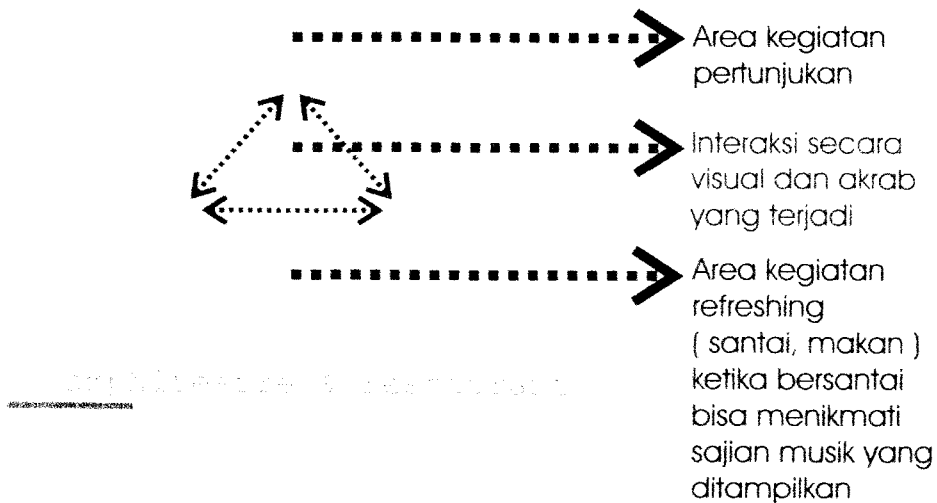 Area kegiatan
pertunjukan
Interaksi secara
visual dan akrab
yang terjadi
Area kegiatan
refreshing
( santai, makan )
ketika bersantai
bisa menikmati
sajian musik yang
ditampilkan